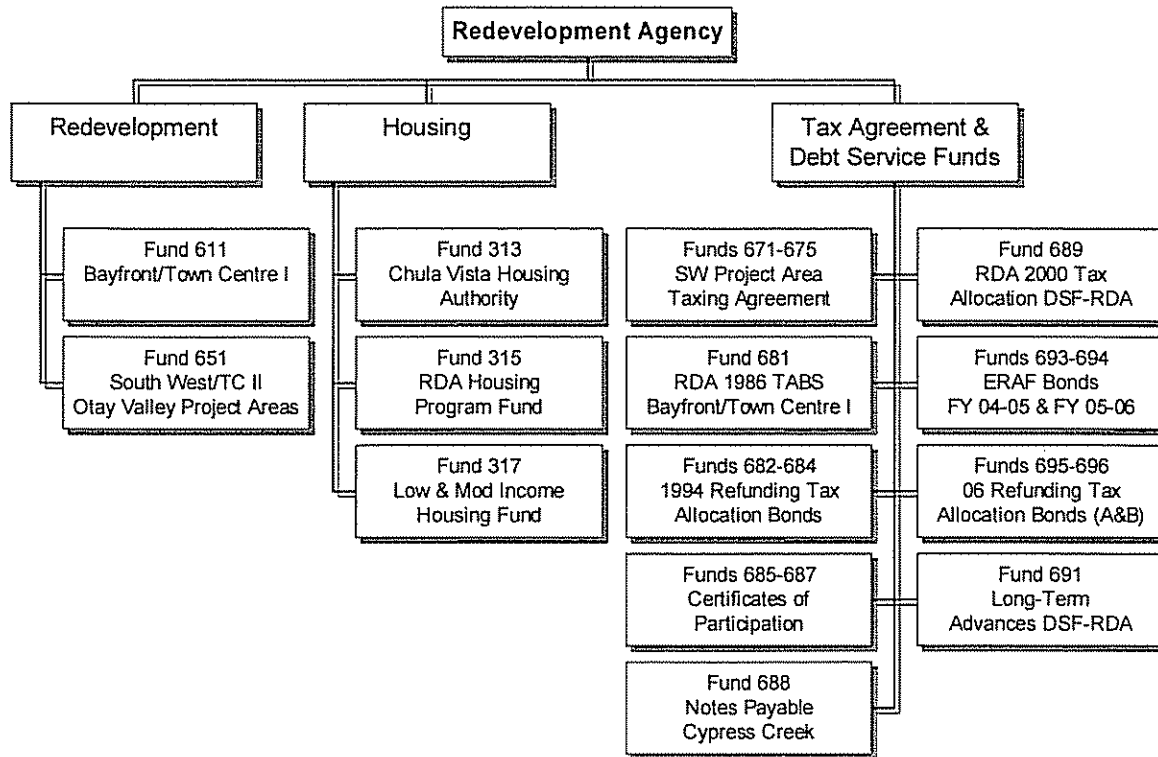 Redevelopment Agency
Redevelopment
Housing
Tax Agreement &
Debt Service Funds
Fund 611
Bayfront/Town Centre I
Fund 651
South West/TC II
Otay Valley Project Areas
Fund 313
Chula Vista Housing
Authority
Fund 315
RDA Housing
Program Fund
Fund 317
Low & Mod Income
Housing Fund
Funds 671-675
SW Project Area
Taxing Agreement
Fund 681
RDA 1986 TABS
Bayfront/Town Centre I
Funds 682-684
1994 Refunding Tax
Allocation Bonds
Funds 685-687
Certificates of
Participation
Fund 688
Notes Payable
Cypress Creek
Fund 689
RDA 2000 Tax
Allocation DSF-RDA
Funds 693-694
ERAF Bonds
FY 04-05 & FY 05-06
Funds 695-696
06 Refunding Tax
Allocation Bonds (A&B)
Fund 691
Long-Term
Advances DSF-RDA